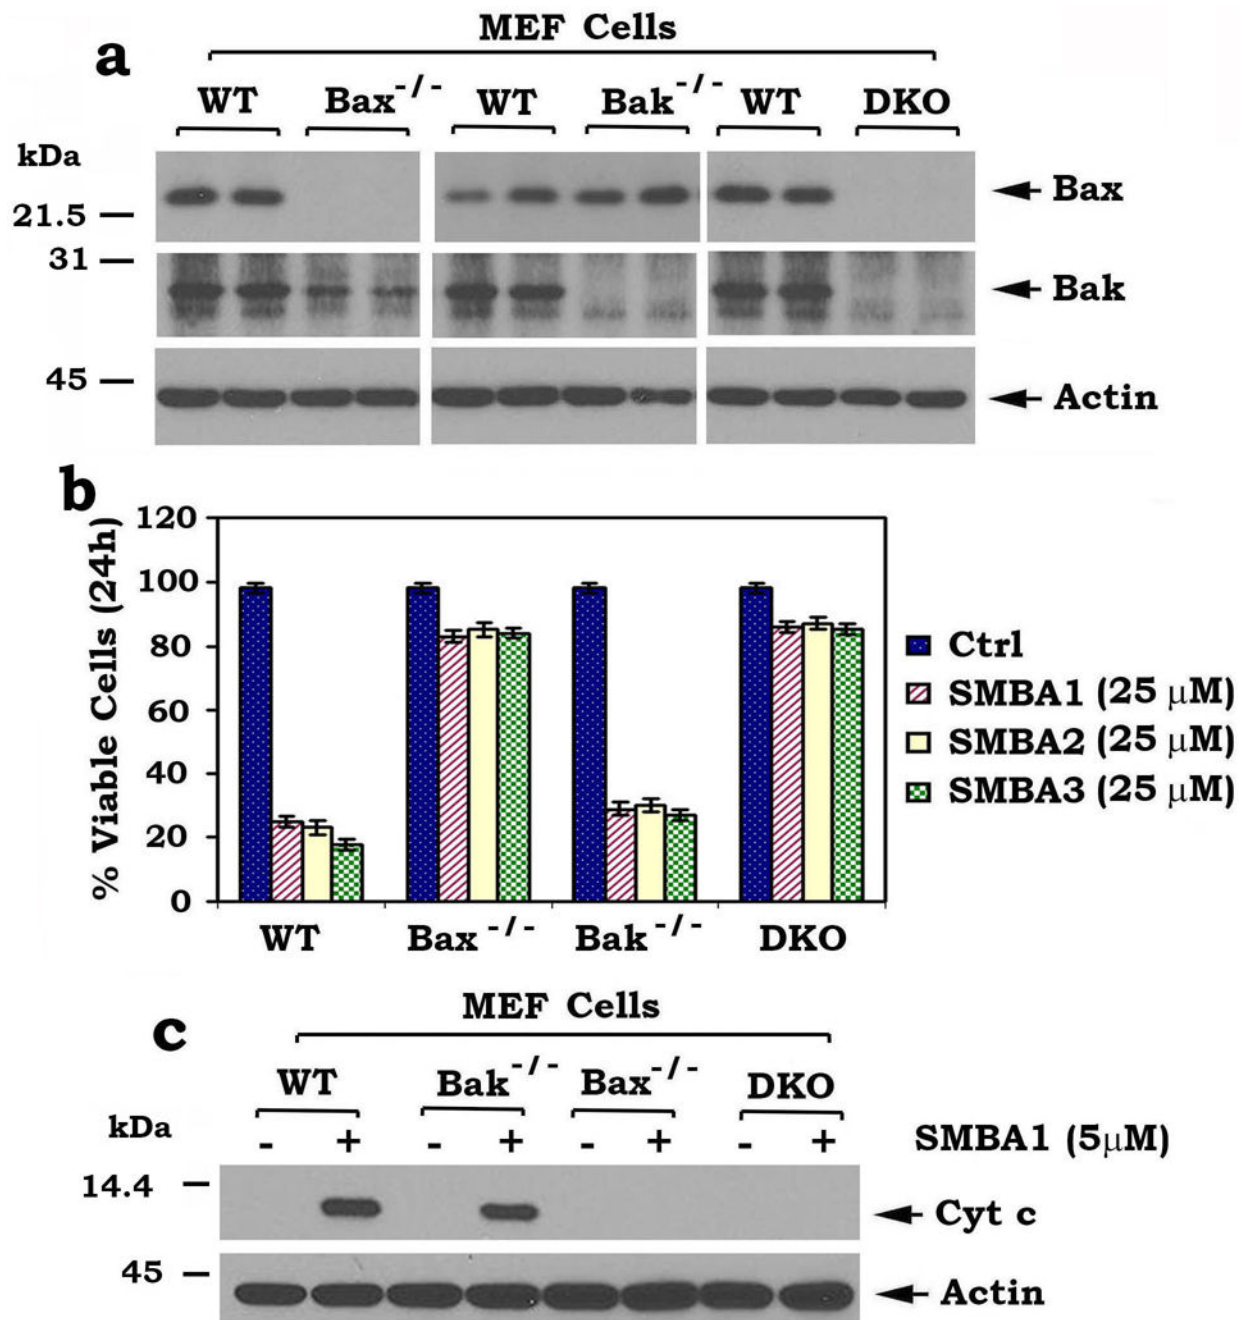 a
MEF Cells
WT Bax-/- WT Bak-/- WT DKO
kDa
Bax
21.5
31
Bak
45
Actin
b
% Viable Cells (24h)
120
100
80
60
40
20
0
WT Bax-/- Bak-/- DKO
Ctrl
SMBA1 (25 μM)
SMBA2 (25 μM)
SMBA3 (25 μM)
c
MEF Cells
WT Bak-/- Bax-/- DKO
kDa
- + - + - + - + SMBA1 (5μM)
14.4
Cyt c
45
Actin